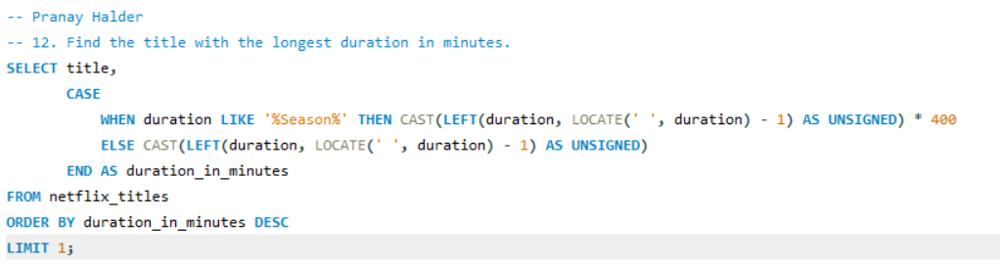 -- Pranay Halder
-- 12. Find the title with the longest duration in minutes.
SELECT title,
       CASE
           WHEN duration LIKE '%Season%' THEN CAST(LEFT(duration, LOCATE(' ', duration) - 1) AS UNSIGNED) * 400
           ELSE CAST(LEFT(duration, LOCATE(' ', duration) - 1) AS UNSIGNED)
       END AS duration_in_minutes
FROM netflix_titles
ORDER BY duration_in_minutes DESC
LIMIT 1;